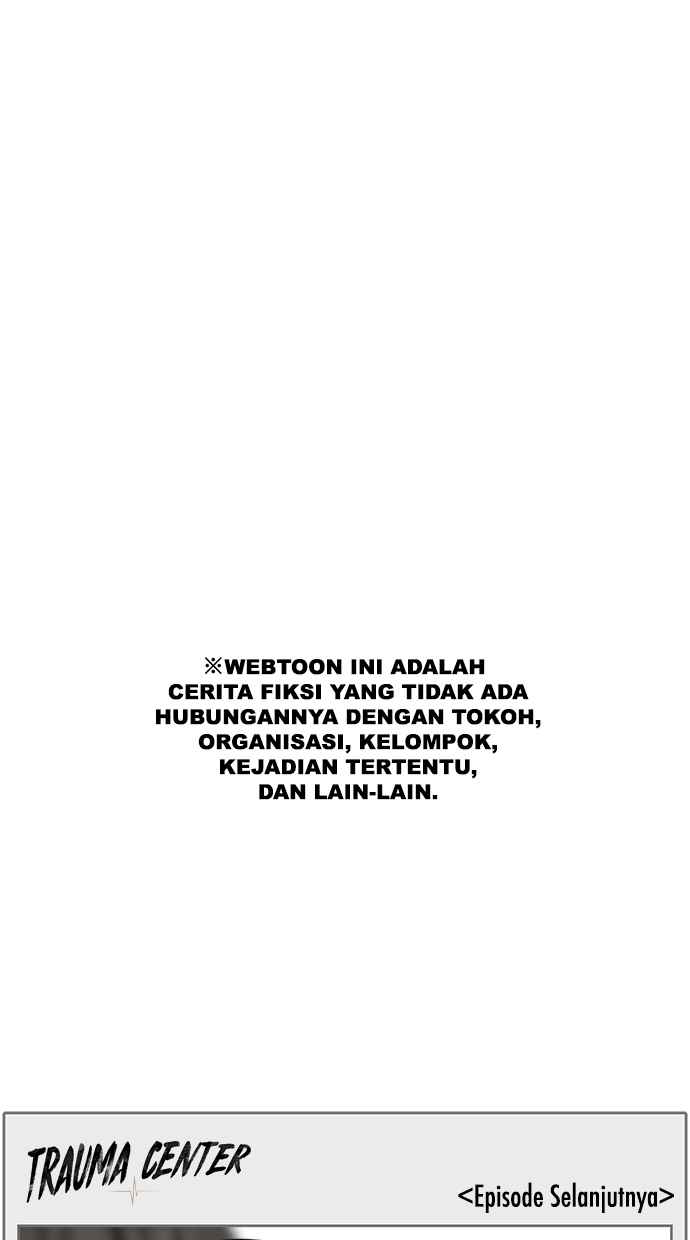 ※WEBTOON INI ADALAH
CERITA FIKSI YANG TIDAK ADA
HUBUNGANNYA DENGAN TOKOH,
ORGANISASI, KELOMPOK,
KEJADIAN TERTENTU,
DAN LAIN-LAIN.
TRAUMA CENTER
<Episode Selanjutnya>